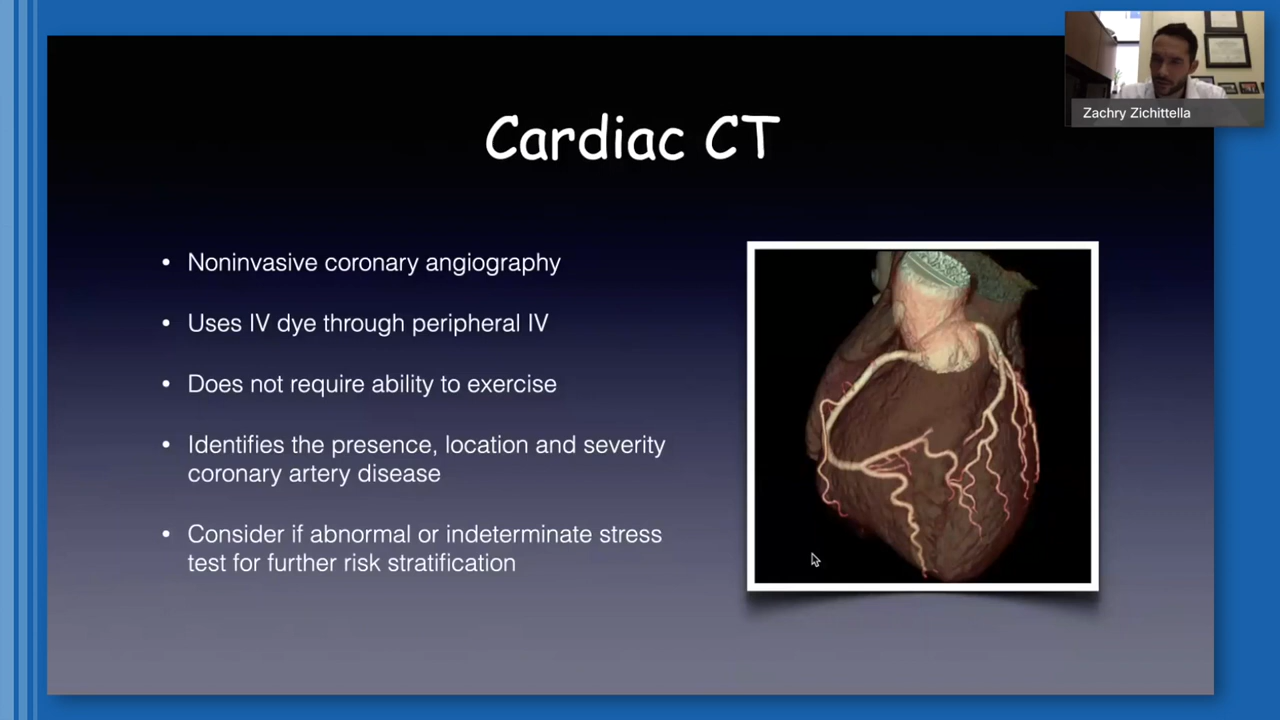 Zachry Zichittella
Cardiac CT
• Noninvasive coronary angiography
• Uses IV dye through peripheral IV
• Does not require ability to exercise
• Identifies the presence, location and severity
coronary artery disease
• Consider if abnormal or indeterminate stress
test for further risk stratification